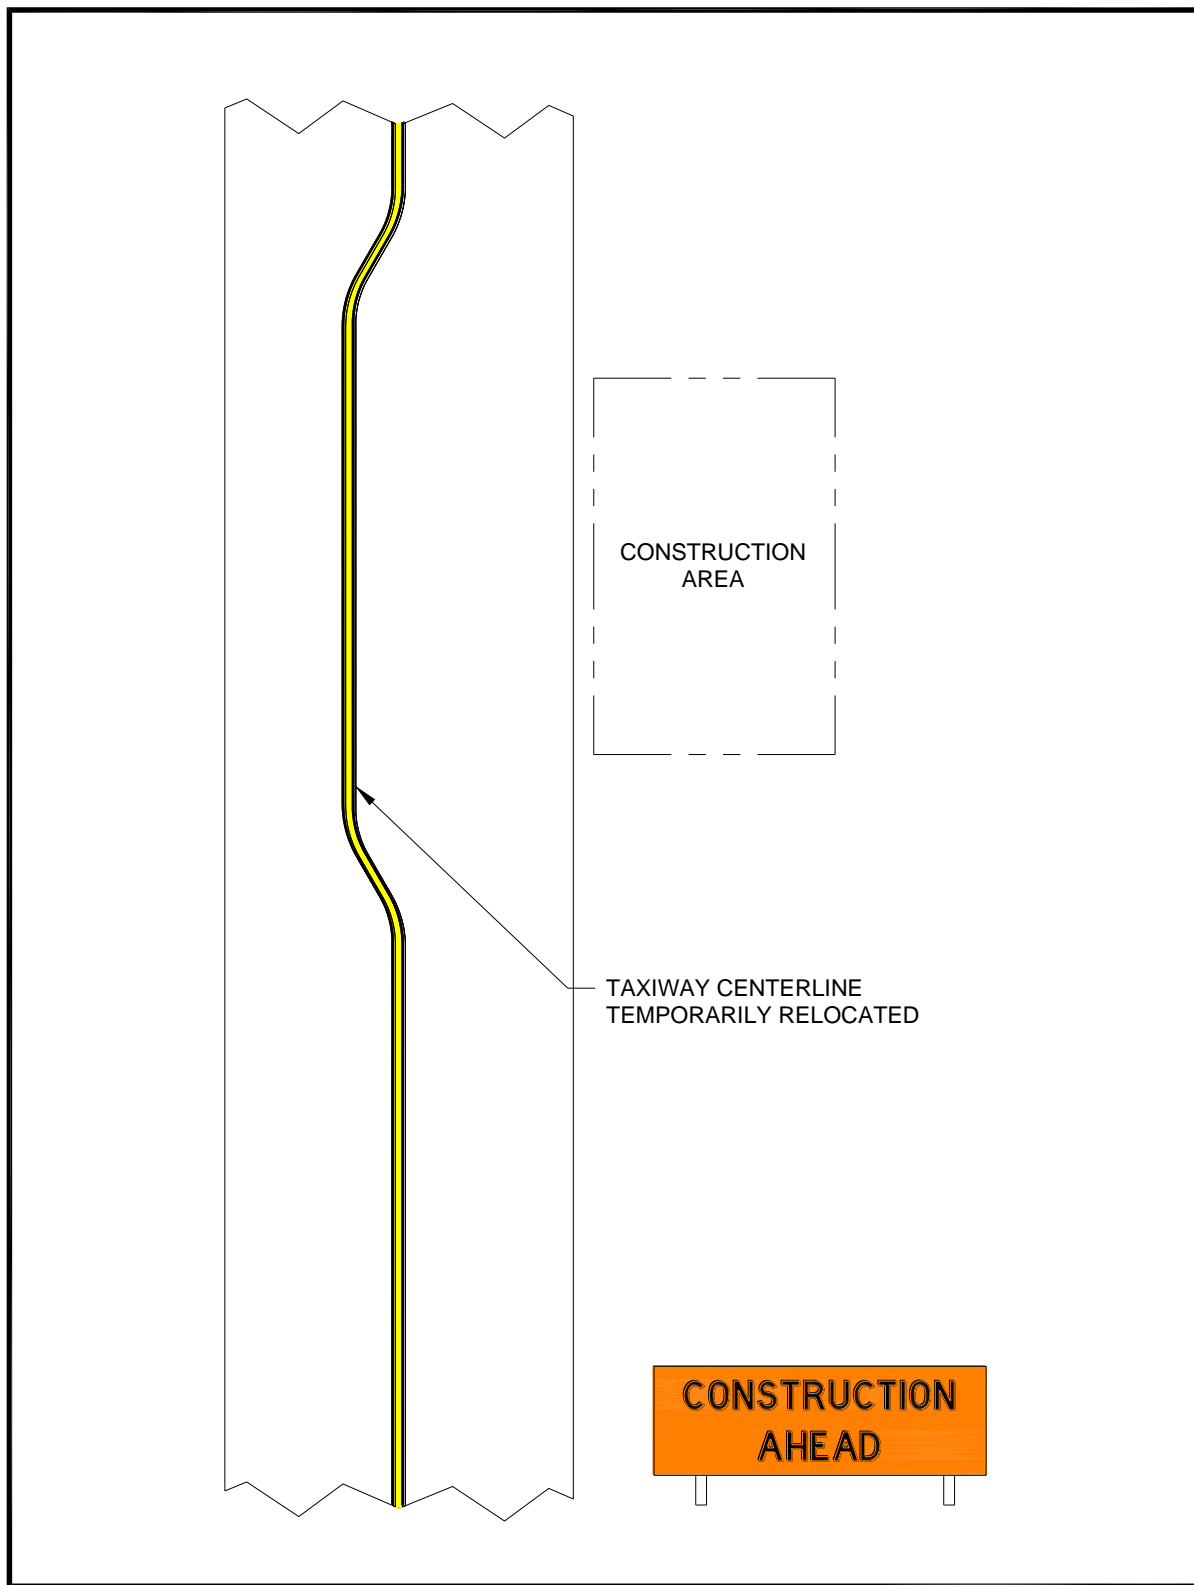 CONSTRUCTION
AREA
TAXIWAY CENTERLINE
TEMPORARILY RELOCATED
CONSTRUCTION
AHEAD